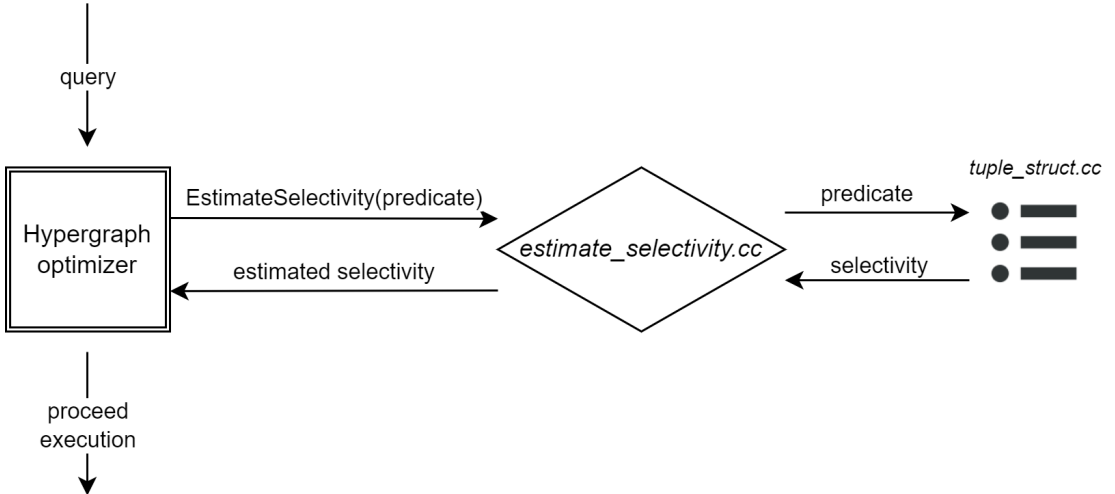 query
tuple_struct.cc
EstimateSelectivity(predicate)
predicate
Hypergraph
optimizer
estimate_selectivity.cc
estimated selectivity
selectivity
proceed
execution